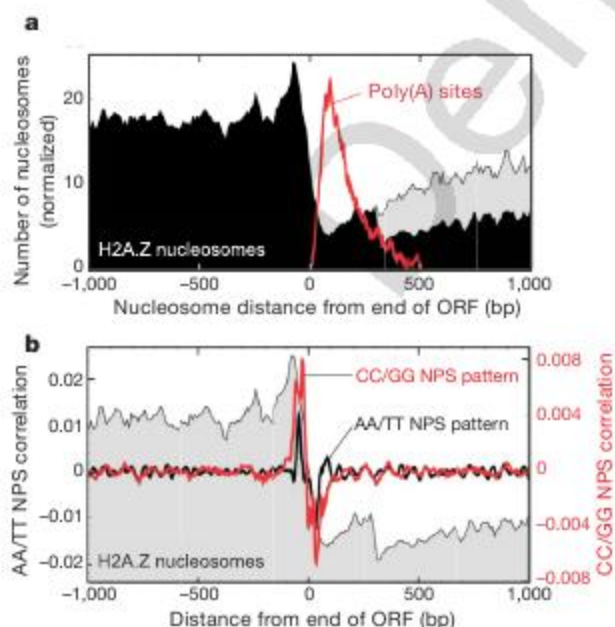 a
Number of nucleosomes
(normalized)
20
10
0
Poly(A) sites
H2A.Z nucleosomes
−1,000 −500 0 500 1,000
Nucleosome distance from end of ORF (bp)
b
AA/TT NPS correlation
0.02
0.01
0
−0.01
−0.02
CC/GG NPS pattern
AA/TT NPS pattern
H2A.Z nucleosomes
0.008
0.004
0
−0.004
−0.008
CC/GG NPS correlation
−1,000 −500 0 500 1,000
Distance from end of ORF (bp)